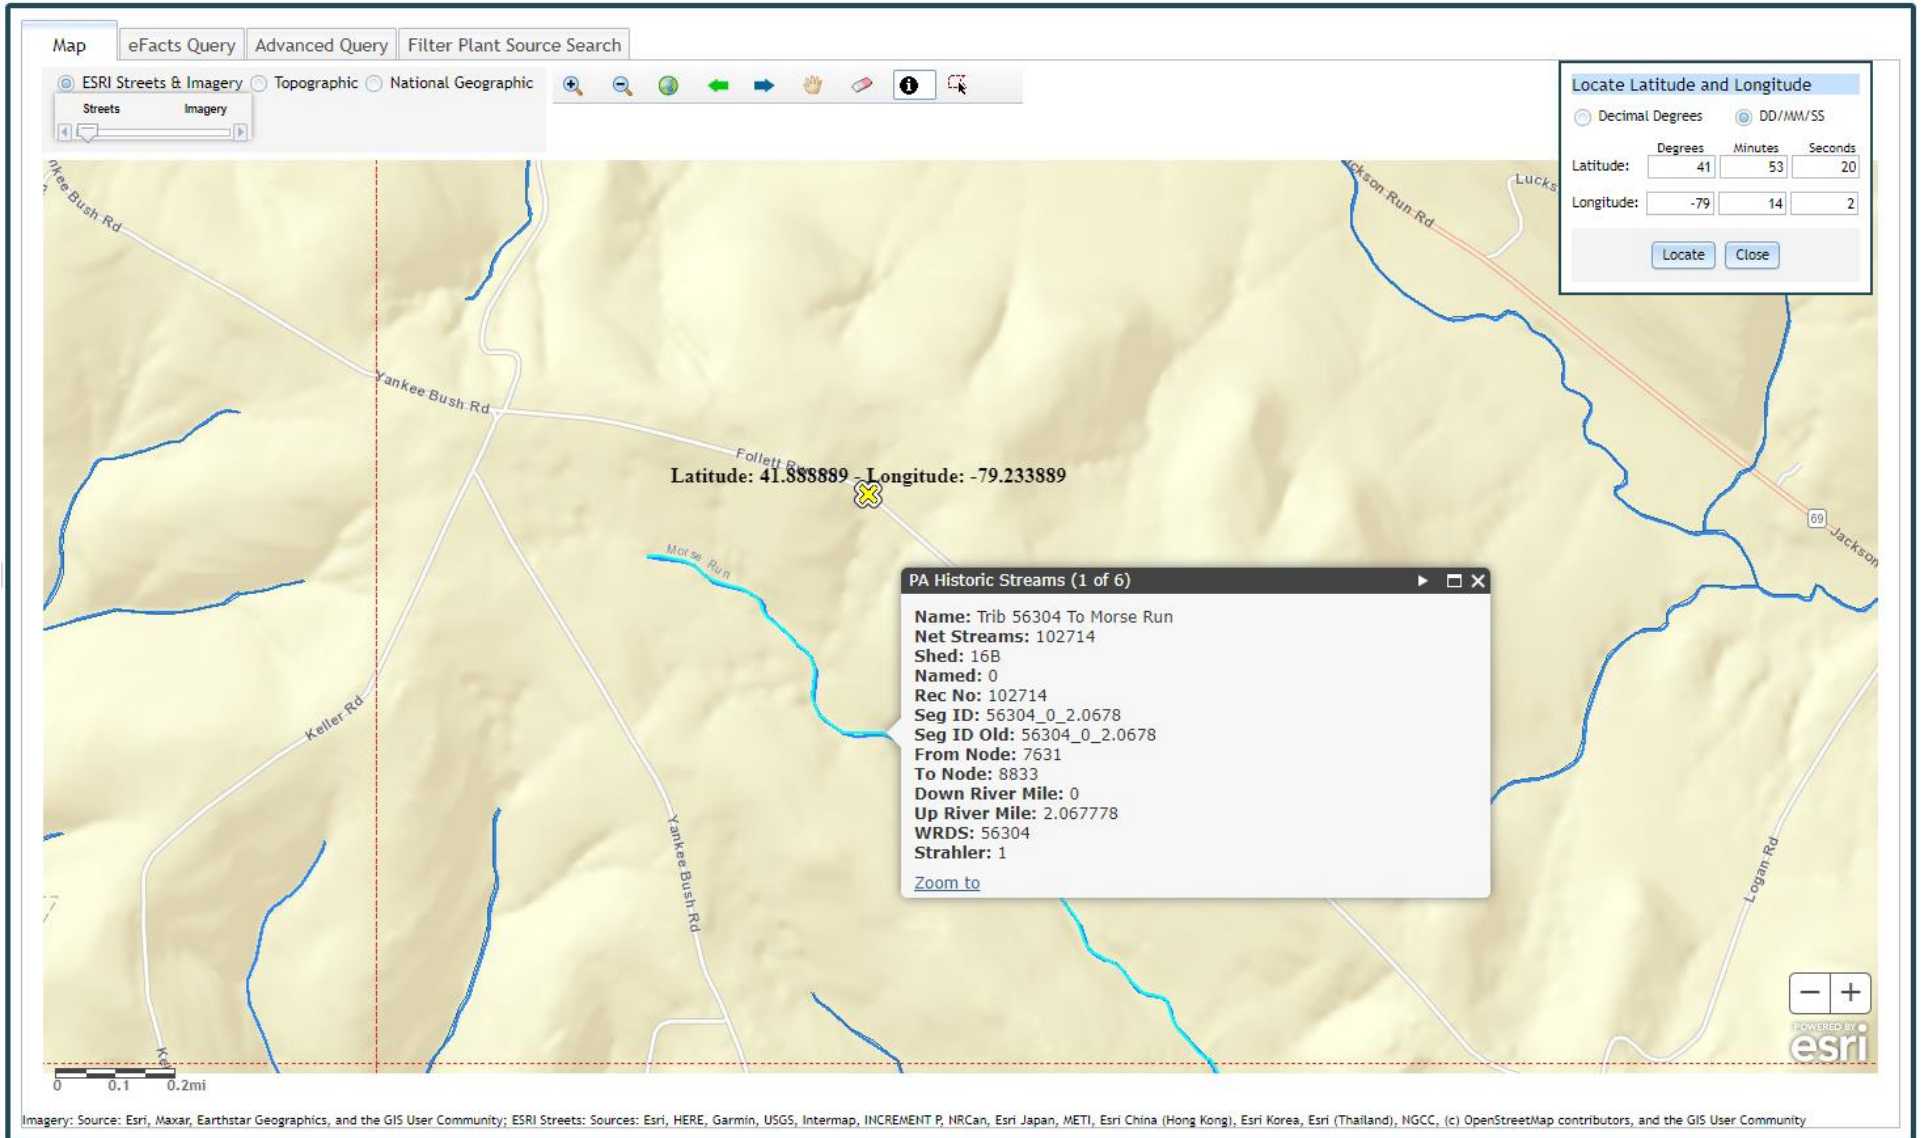 Map
eFacts Query
Advanced Query
Filter Plant Source Search
ESRI Streets & Imagery
Topographic
National Geographic
Streets
Imagery
Locate Latitude and Longitude
Decimal Degrees
DD/MM/SS
Degrees Minutes Seconds
Latitude: 41 53 20
Longitude: -79 14 2
Locate
Close
nkee Bush Rd
ckson Run Rd
Lucks
Yankee Bush Rd
Follett
Latitude: 41.888889 - Longitude: -79.233889
69
Jackson
Morse Run
PA Historic Streams (1 of 6)
Name: Trib 56304 To Morse Run
Net Streams: 102714
Shed: 16B
Named: 0
Rec No: 102714
Seg ID: 56304_0_2.0678
Seg ID Old: 56304_0_2.0678
From Node: 7631
To Node: 8833
Down River Mile: 0
Up River Mile: 2.067778
WRDS: 56304
Strahler: 1
Zoom to
Keller Rd
Yankee Bush Rd
Logan Rd
Kel
POWERED BY
esri
0 0.1 0.2mi
Imagery: Source: Esri, Maxar, Earthstar Geographics, and the GIS User Community; ESRI Streets: Sources: Esri, HERE, Garmin, USGS, Intermap, INCREMENT P, NRCan, Esri Japan, METI, Esri China (Hong Kong), Esri Korea, Esri (Thailand), NGCC, (c) OpenStreetMap contributors, and the GIS User Community